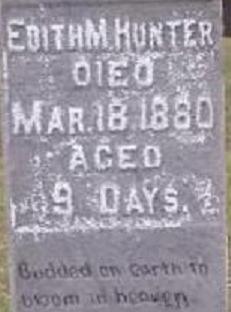 EDITH M. HUNTER
DIED
MAR. 18 1880
AGED
9 DAYS.
Budded on earth to
bloom in heaven